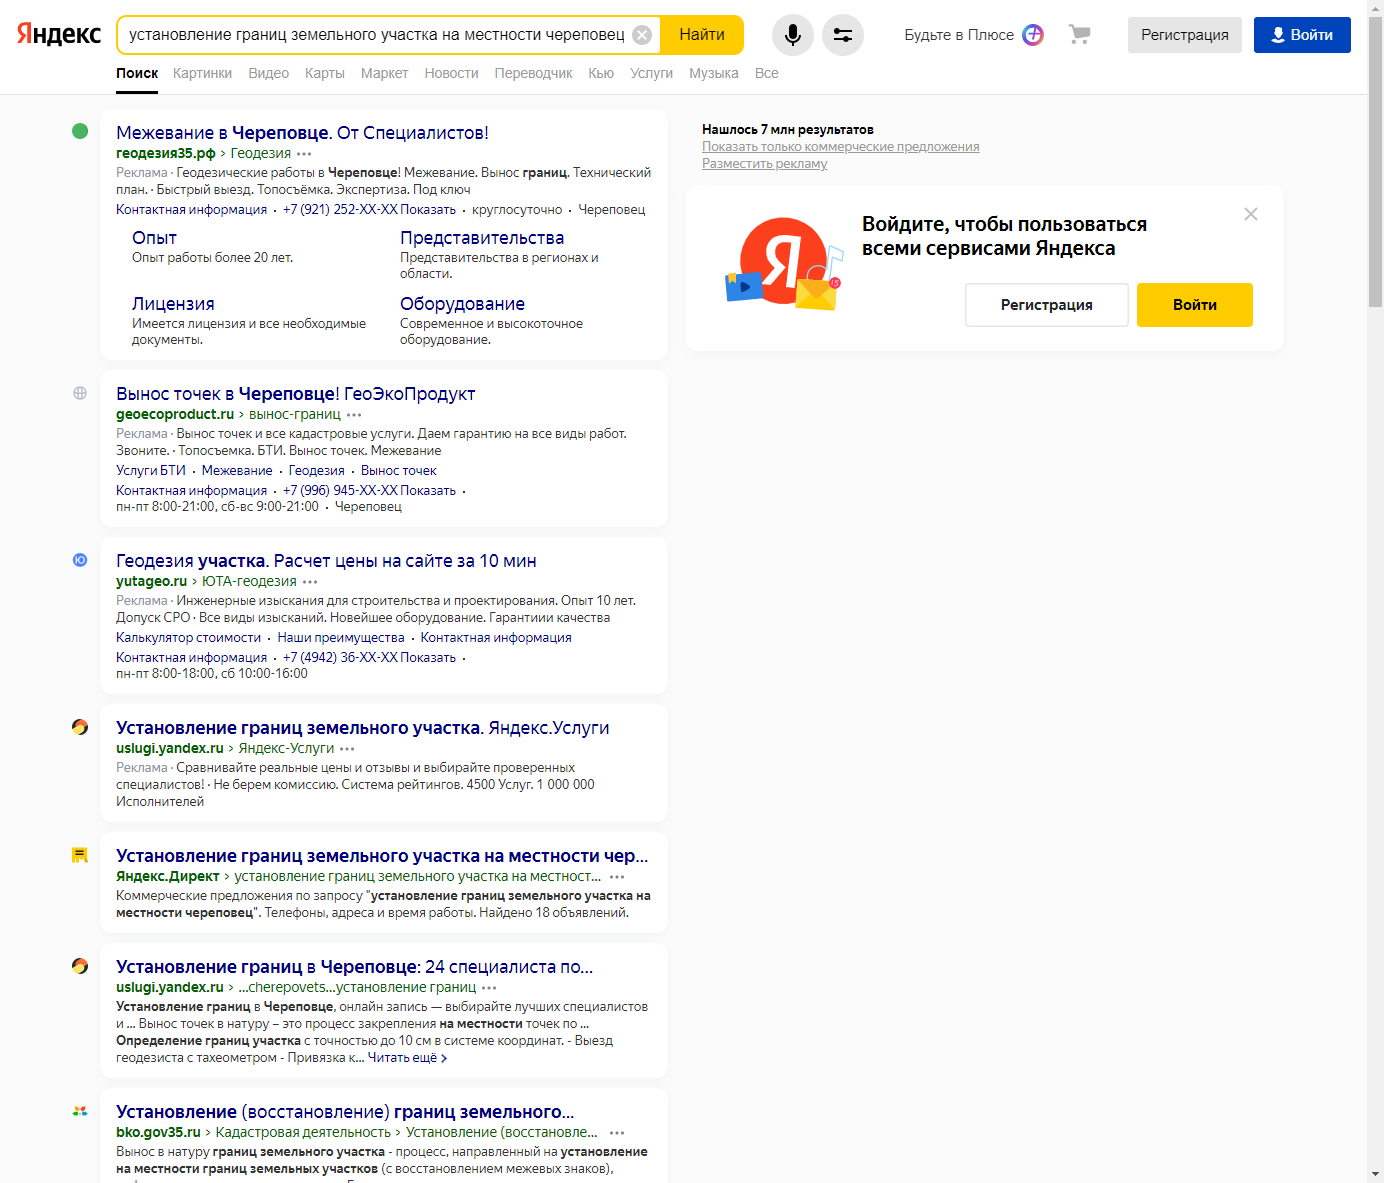 Яндекс
установление границ земельного участка на местности череповец
Найти
Будьте в Плюсе
Регистрация
Войти
Поиск Картинки Видео Карты Маркет Новости Переводчик Кью Услуги Музыка Все
Межевание в Череповце. От Специалистов!
геодезия35.рф › Геодезия
Реклама · Геодезические работы в Череповце! Межевание. Вынос границ. Технический
план. · Быстрый выезд. Топосъёмка. Экспертиза. Под ключ
Контактная информация · +7 (921) 252-XX-XX Показать · круглосуточно · Череповец
Опыт
Опыт работы более 20 лет.
Представительства
Представительства в регионах и
области.
Лицензия
Имеется лицензия и все необходимые
документы.
Оборудование
Современное и высокоточное
оборудование.
Вынос точек в Череповце! ГеоЭкоПродукт
geoecoproduct.ru › вынос-границ
Реклама · Вынос точек и все кадастровые услуги. Даем гарантию на все виды работ.
Звоните. · Топосъемка. БТИ. Вынос точек. Межевание
Услуги БТИ · Межевание · Геодезия · Вынос точек
Контактная информация · +7 (996) 945-XX-XX Показать ·
пн-пт 8:00-21:00, сб-вс 9:00-21:00 · Череповец
Ю
Геодезия участка. Расчет цены на сайте за 10 мин
yutageo.ru › ЮТА-геодезия
Реклама · Инженерные изыскания для строительства и проектирования. Опыт 10 лет.
Допуск СРО · Все виды изысканий. Новейшее оборудование. Гарантиии качества
Калькулятор стоимости · Наши преимущества · Контактная информация
Контактная информация · +7 (4942) 36-XX-XX Показать ·
пн-пт 8:00-18:00, сб 10:00-16:00
Установление границ земельного участка. Яндекс.Услуги
uslugi.yandex.ru › Яндекс-Услуги
Реклама · Сравнивайте реальные цены и отзывы и выбирайте проверенных
специалистов! · Не берем комиссию. Система рейтингов. 4500 Услуг. 1 000 000
Исполнителей
Установление границ земельного участка на местности чер...
Яндекс.Директ › установление границ земельного участка на местност...
Коммерческие предложения по запросу "установление границ земельного участка на
местности череповец". Телефоны, адреса и время работы. Найдено 18 объявлений.
Установление границ в Череповце: 24 специалиста по...
uslugi.yandex.ru › ...cherepovets...установление границ
Установление границ в Череповце, онлайн запись — выбирайте лучших специалистов
и ... Вынос точек в натуру – это процесс закрепления на местности точек по ...
Определение границ участка с точностью до 10 см в системе координат. - Выезд
геодезиста с тахеометром - Привязка к... Читать ещё ›
Установление (восстановление) границ земельного...
bko.gov35.ru › Кадастровая деятельность › Установление (восстановле...
Вынос в натуру границ земельного участка - процесс, направленный на установление
на местности границ земельных участков (с восстановлением межевых знаков),
Нашлось 7 млн результатов
Показать только коммерческие предложения
Разместить рекламу
Я
15
Войдите, чтобы пользоваться
всеми сервисами Яндекса
Регистрация
Войти